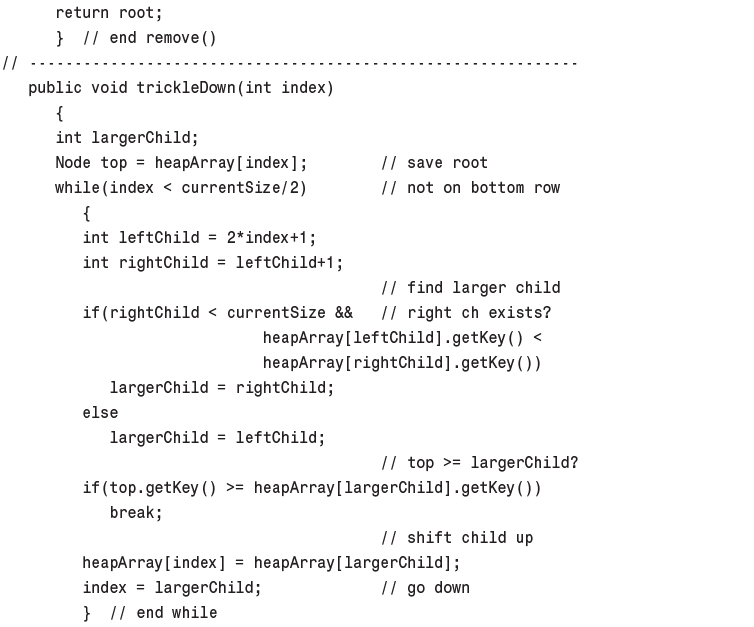 return root;
}  // end remove()
// -------------------------------------------------------------
public void trickleDown(int index)
{
int largerChild;
Node top = heapArray[index];        // save root
while(index < currentSize/2)        // not on bottom row
{
int leftChild = 2*index+1;
int rightChild = leftChild+1;
// find larger child
if(rightChild < currentSize &&   // right ch exists?
heapArray[leftChild].getKey() <
heapArray[rightChild].getKey())
largerChild = rightChild;
else
largerChild = leftChild;
// top >= largerChild?
if(top.getKey() >= heapArray[largerChild].getKey())
break;
// shift child up
heapArray[index] = heapArray[largerChild];
index = largerChild;             // go down
}  // end while